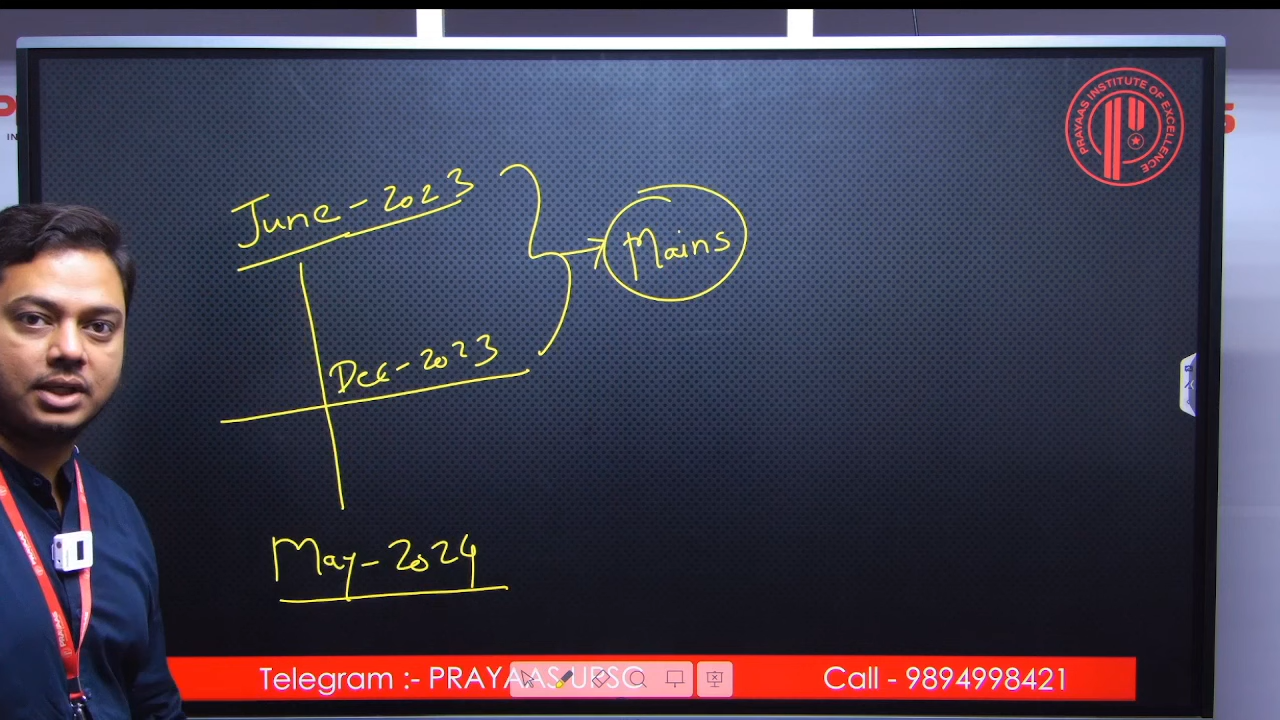 PRAYAAS INSTITUTE OF EXCELLENCE
June - 2023
Mains
Dec - 2023
May - 2024
Telegram :- PRAYAAS UPSC
Call - 9894998421